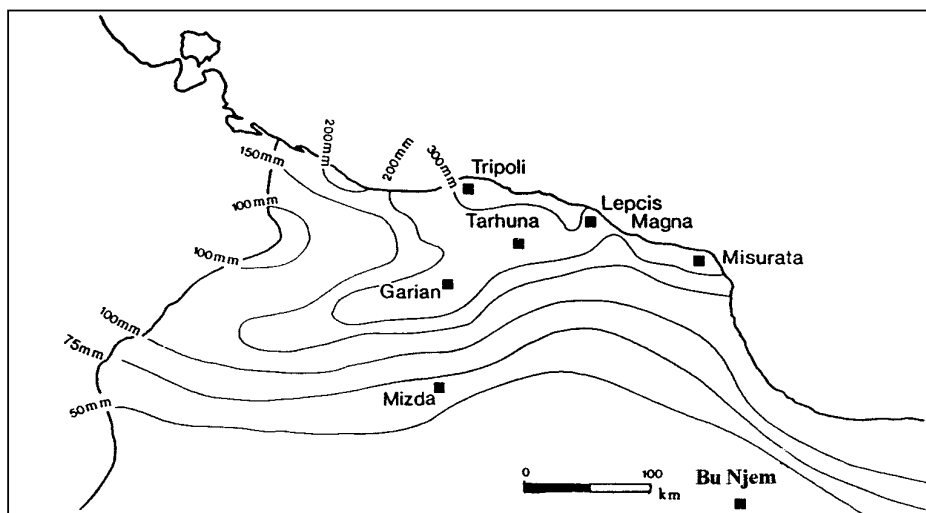 200mm
200mm
150mm
300mm
Tripoli
100mm
Lepcis
Magna
Tarhuna
100mm
Misurata
Garian
100mm
75mm
Mizda
50mm
0 100
km
Bu Njem